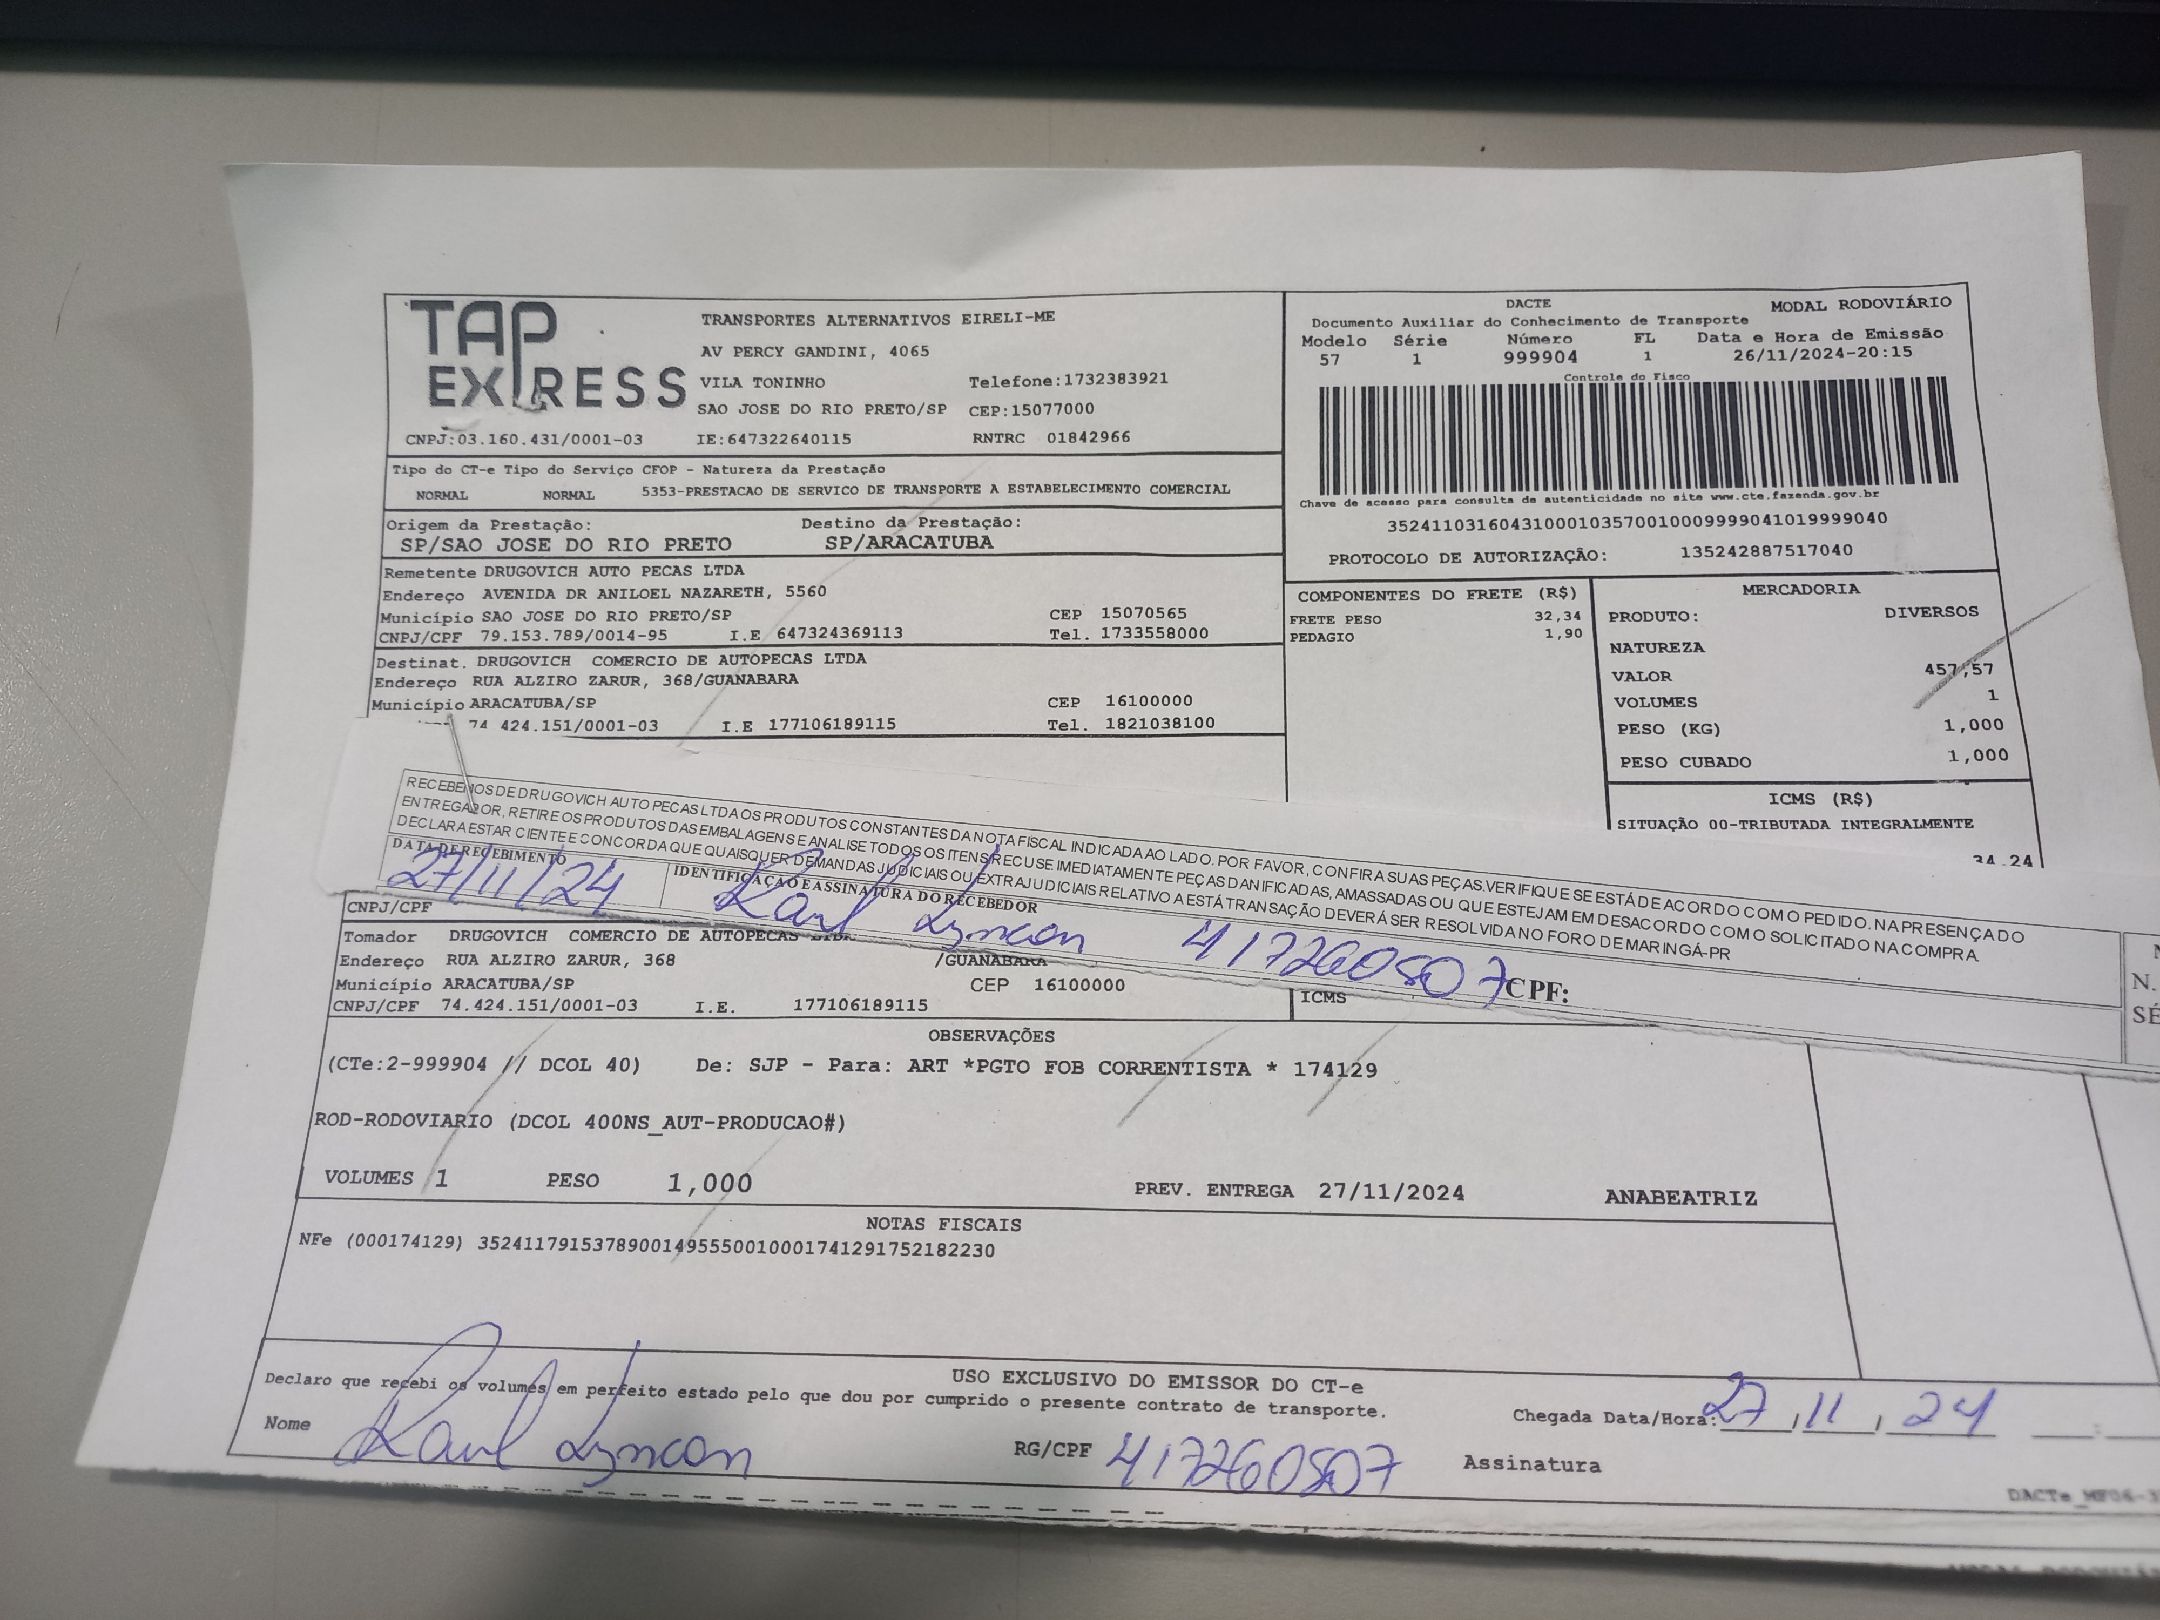 TAP
EXPRESS
TRANSPORTES ALTERNATIVOS EIRELI-ME
AV PERCY GANDINI, 4065
VILA TONINHO Telefone:1732383921
SAO JOSE DO RIO PRETO/SP CEP:15077000
CNPJ:03.160.431/0001-03 IE:647322640115 RNTRC 01842966
DACTE MODAL RODOVIÁRIO
Documento Auxiliar do Conhecimento de Transporte
Modelo Série Número FL Data e Hora de Emissão
57 1 999904 1 26/11/2024-20:15
Controle do Fisco
Chave de acesso para consulta de autenticidade no site www.cte.fazenda.gov.br
35241103160431000103570010009999041019999040
PROTOCOLO DE AUTORIZAÇÃO: 135242887517040
Tipo do CT-e Tipo do Serviço CFOP - Natureza da Prestação
NORMAL NORMAL 5353-PRESTACAO DE SERVICO DE TRANSPORTE A ESTABELECIMENTO COMERCIAL
Origem da Prestação: Destino da Prestação:
SP/SAO JOSE DO RIO PRETO SP/ARACATUBA
Remetente DRUGOVICH AUTO PECAS LTDA
Endereço AVENIDA DR ANILOEL NAZARETH, 5560
Município SAO JOSE DO RIO PRETO/SP CEP 15070565
CNPJ/CPF 79.153.789/0014-95 I.E 647324369113 Tel. 1733558000
Destinat. DRUGOVICH COMERCIO DE AUTOPECAS LTDA
Endereço RUA ALZIRO ZARUR, 368/GUANABARA
Município ARACATUBA/SP CEP 16100000
74 424.151/0001-03 I.E 177106189115 Tel. 1821038100
COMPONENTES DO FRETE (R$)
FRETE PESO 32,34
PEDAGIO 1,90
MERCADORIA
PRODUTO: DIVERSOS
NATUREZA
VALOR 457,57
VOLUMES 1
PESO (KG) 1,000
PESO CUBADO 1,000
ICMS (R$)
SITUAÇÃO 00-TRIBUTADA INTEGRALMENTE
34,24
RECEBEMOS DE DRUGOVICH AUTO PECAS LTDA OS PRODUTOS CONSTANTES DA NOTA FISCAL INDICADA AO LADO. POR FAVOR, CONFIRA SUAS PEÇAS.VERIFIQUE SE ESTÁ DE ACORDO COM O PEDIDO. NA PRESENÇA DO
ENTREGADOR, RETIRE OS PRODUTOS DAS EMBALAGENS E ANALISE TODOS OS ITENS RECUSE IMEDIATAMENTE PEÇAS DANIFICADAS, AMASSADAS OU QUE ESTEJAM EM DESACORDO COM O SOLICITADO NA COMPRA.
DECLARA ESTAR CIENTE E CONCORDA QUE QUAISQUER DEMANDAS JUDICIAIS OU EXTRAJUDICIAIS RELATIVO A ESTÁ TRANSAÇÃO DEVERÁ SER RESOLVIDA NO FORO DE MARINGÁ-PR
DATA DE RECEBIMENTO IDENTIFICAÇAO E ASSINATURA DO RECEBEDOR
27/11/24 Raul Lyncon 417260507 CPF:
N.
SÉ
CNPJ/CPF
Tomador DRUGOVICH COMERCIO DE AUTOPECAS LTDA
Endereço RUA ALZIRO ZARUR, 368 /GUANABARA
Município ARACATUBA/SP CEP 16100000
CNPJ/CPF 74.424.151/0001-03 I.E. 177106189115 ICMS
OBSERVAÇÕES
(CTe:2-999904 // DCOL 40) De: SJP - Para: ART *PGTO FOB CORRENTISTA * 174129
ROD-RODOVIARIO (DCOL 400NS_AUT-PRODUCAO#)
VOLUMES 1 PESO 1,000 PREV. ENTREGA 27/11/2024 ANABEATRIZ
NOTAS FISCAIS
NFe (000174129) 35241179153789001495550010001741291752182230
USO EXCLUSIVO DO EMISSOR DO CT-e
Declaro que recebi os volumes em perfeito estado pelo que dou por cumprido o presente contrato de transporte.
Chegada Data/Hora: 27 / 11 / 24
Nome Raul Lyncon RG/CPF 417260507 Assinatura